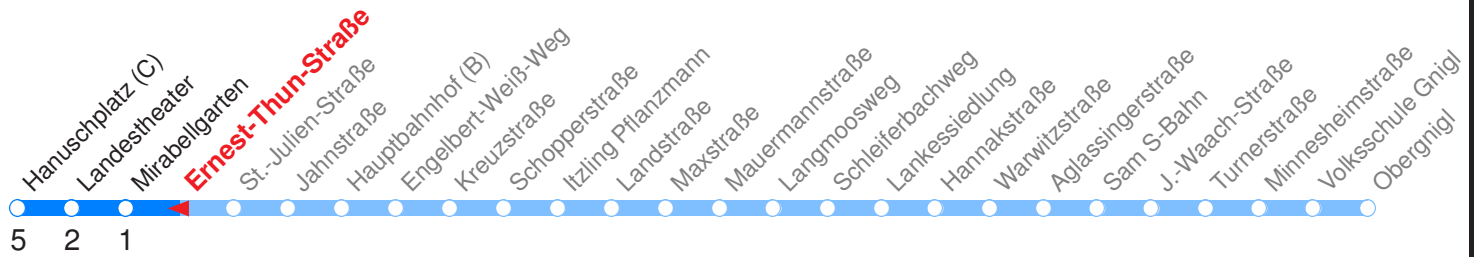 Hanuschplatz (C)
Landestheater
Mirabellgarten
Ernest-Thun-Straße
St.-Julien-Straße
Jahnstraße
Hauptbahnhof (B)
Engelbert-Weiß-Weg
Kreuzstraße
Schopperstraße
Itzling Pflanzmann
Landstraße
Maxstraße
Mauermannstraße
Langmoosweg
Schleiferbachweg
Lankessiedlung
Hannakstraße
Warwitzstraße
Aglassingerstraße
Sam S-Bahn
J.-Waach-Straße
Turnerstraße
Minnesheimstraße
Volksschule Gnigl
Obergnigl
5 2 1